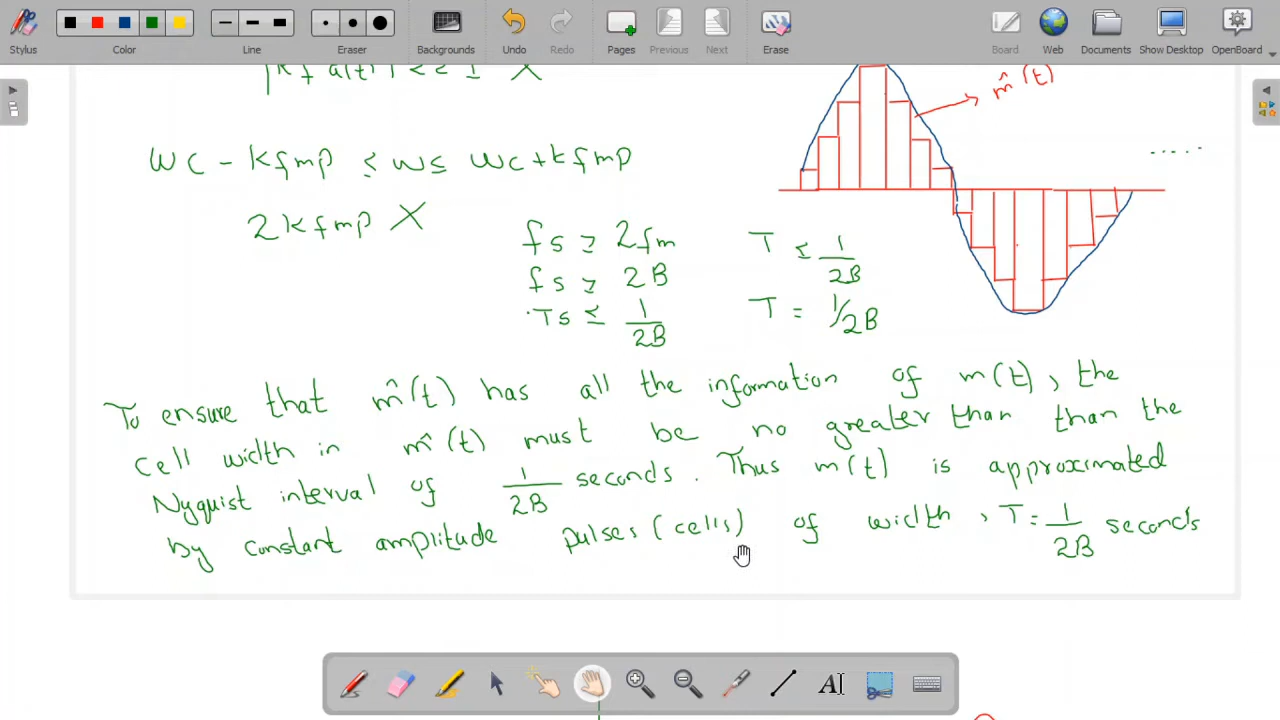 Stylus
Color
Line
Eraser
Backgrounds
Undo
Redo
Pages
Previous
Next
Erase
Board
Web
Documents
Show Desktop
OpenBoard
m̂(t)
wc - kfmp ≤ w ≤ wc + kfmp
.....
2kfmp X
fs ≥ 2fm
T ≤ 1/2B
fs ≥ 2B
Ts ≤ 1/2B
T = 1/2B
To ensure that m̂(t) has all the information of m(t), the
cell width in m̂(t) must be no greater than than the
Nyquist interval of 1/2B seconds. Thus m(t) is approximated
by constant amplitude pulses (cells) of width, T = 1/2B seconds
AI